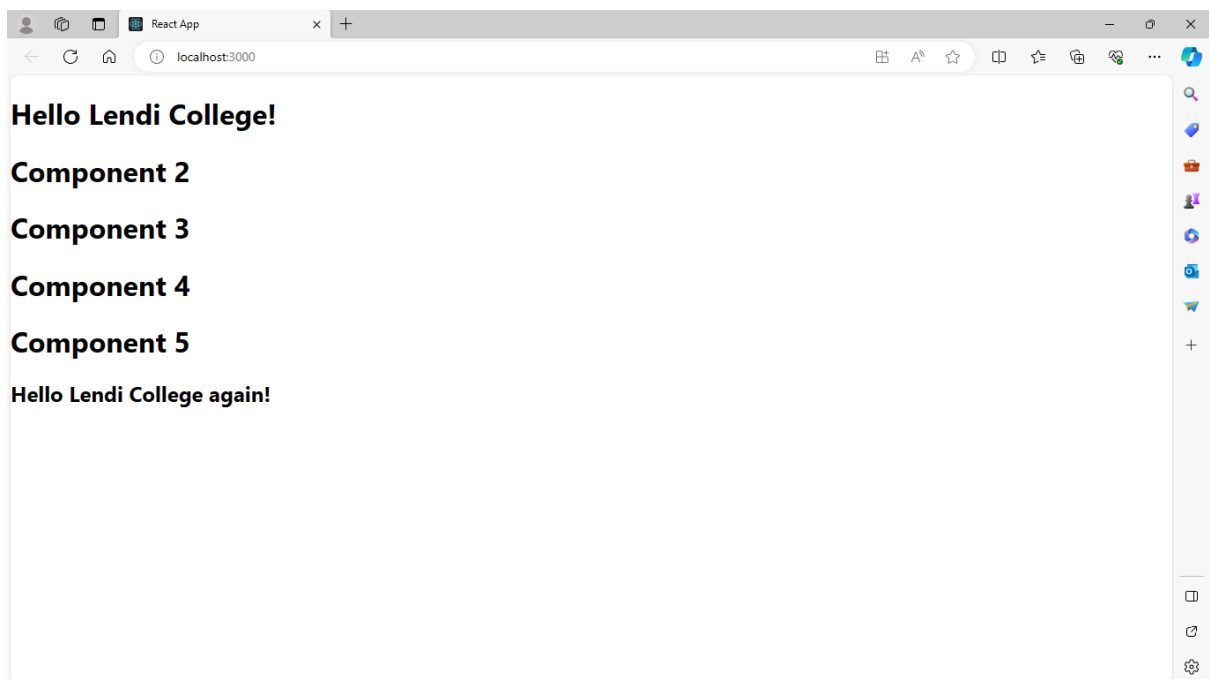 React App
localhost:3000
Hello Lendi College!
Component 2
Component 3
Component 4
Component 5
Hello Lendi College again!